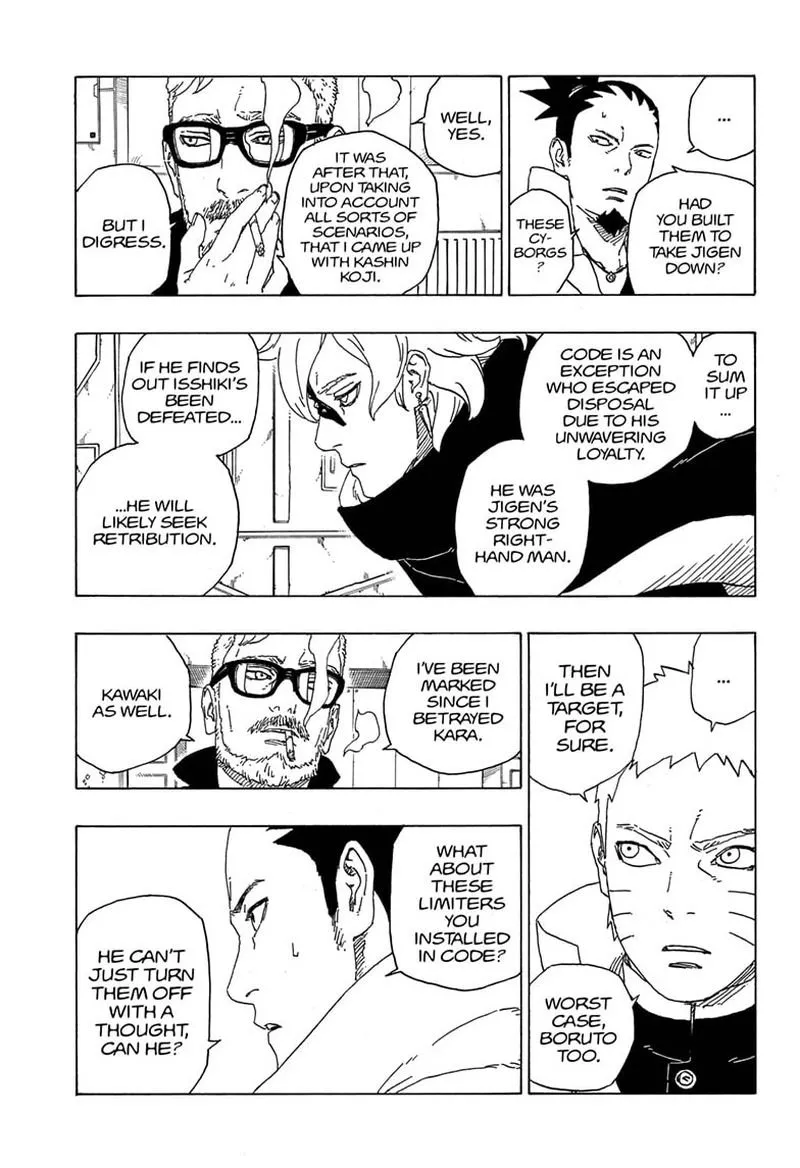 ...
HAD
YOU BUILT
THEM TO
TAKE JIGEN
DOWN?
THESE
CY-
BORGS
?
WELL,
YES.
IT WAS
AFTER THAT,
UPON TAKING
INTO ACCOUNT
ALL SORTS OF
SCENARIOS,
THAT I CAME UP
WITH KASHIN
KOJI.
BUT I
DIGRESS.
TO
SUM
IT UP
...
CODE IS AN
EXCEPTION
WHO ESCAPED
DISPOSAL
DUE TO HIS
UNWAVERING
LOYALTY.
HE WAS
JIGEN'S
STRONG
RIGHT-
HAND MAN.
IF HE FINDS
OUT ISSHIKI'S
BEEN
DEFEATED...
...HE WILL
LIKELY SEEK
RETRIBUTION.
...
THEN
I'LL BE A
TARGET,
FOR
SURE.
WORST
CASE,
BORUTO
TOO.
I'VE BEEN
MARKED
SINCE I
BETRAYED
KARA.
KAWAKI
AS WELL.
WHAT
ABOUT
THESE
LIMITERS
YOU
INSTALLED
IN CODE?
HE CAN'T
JUST TURN
THEM OFF
WITH A
THOUGHT,
CAN HE?